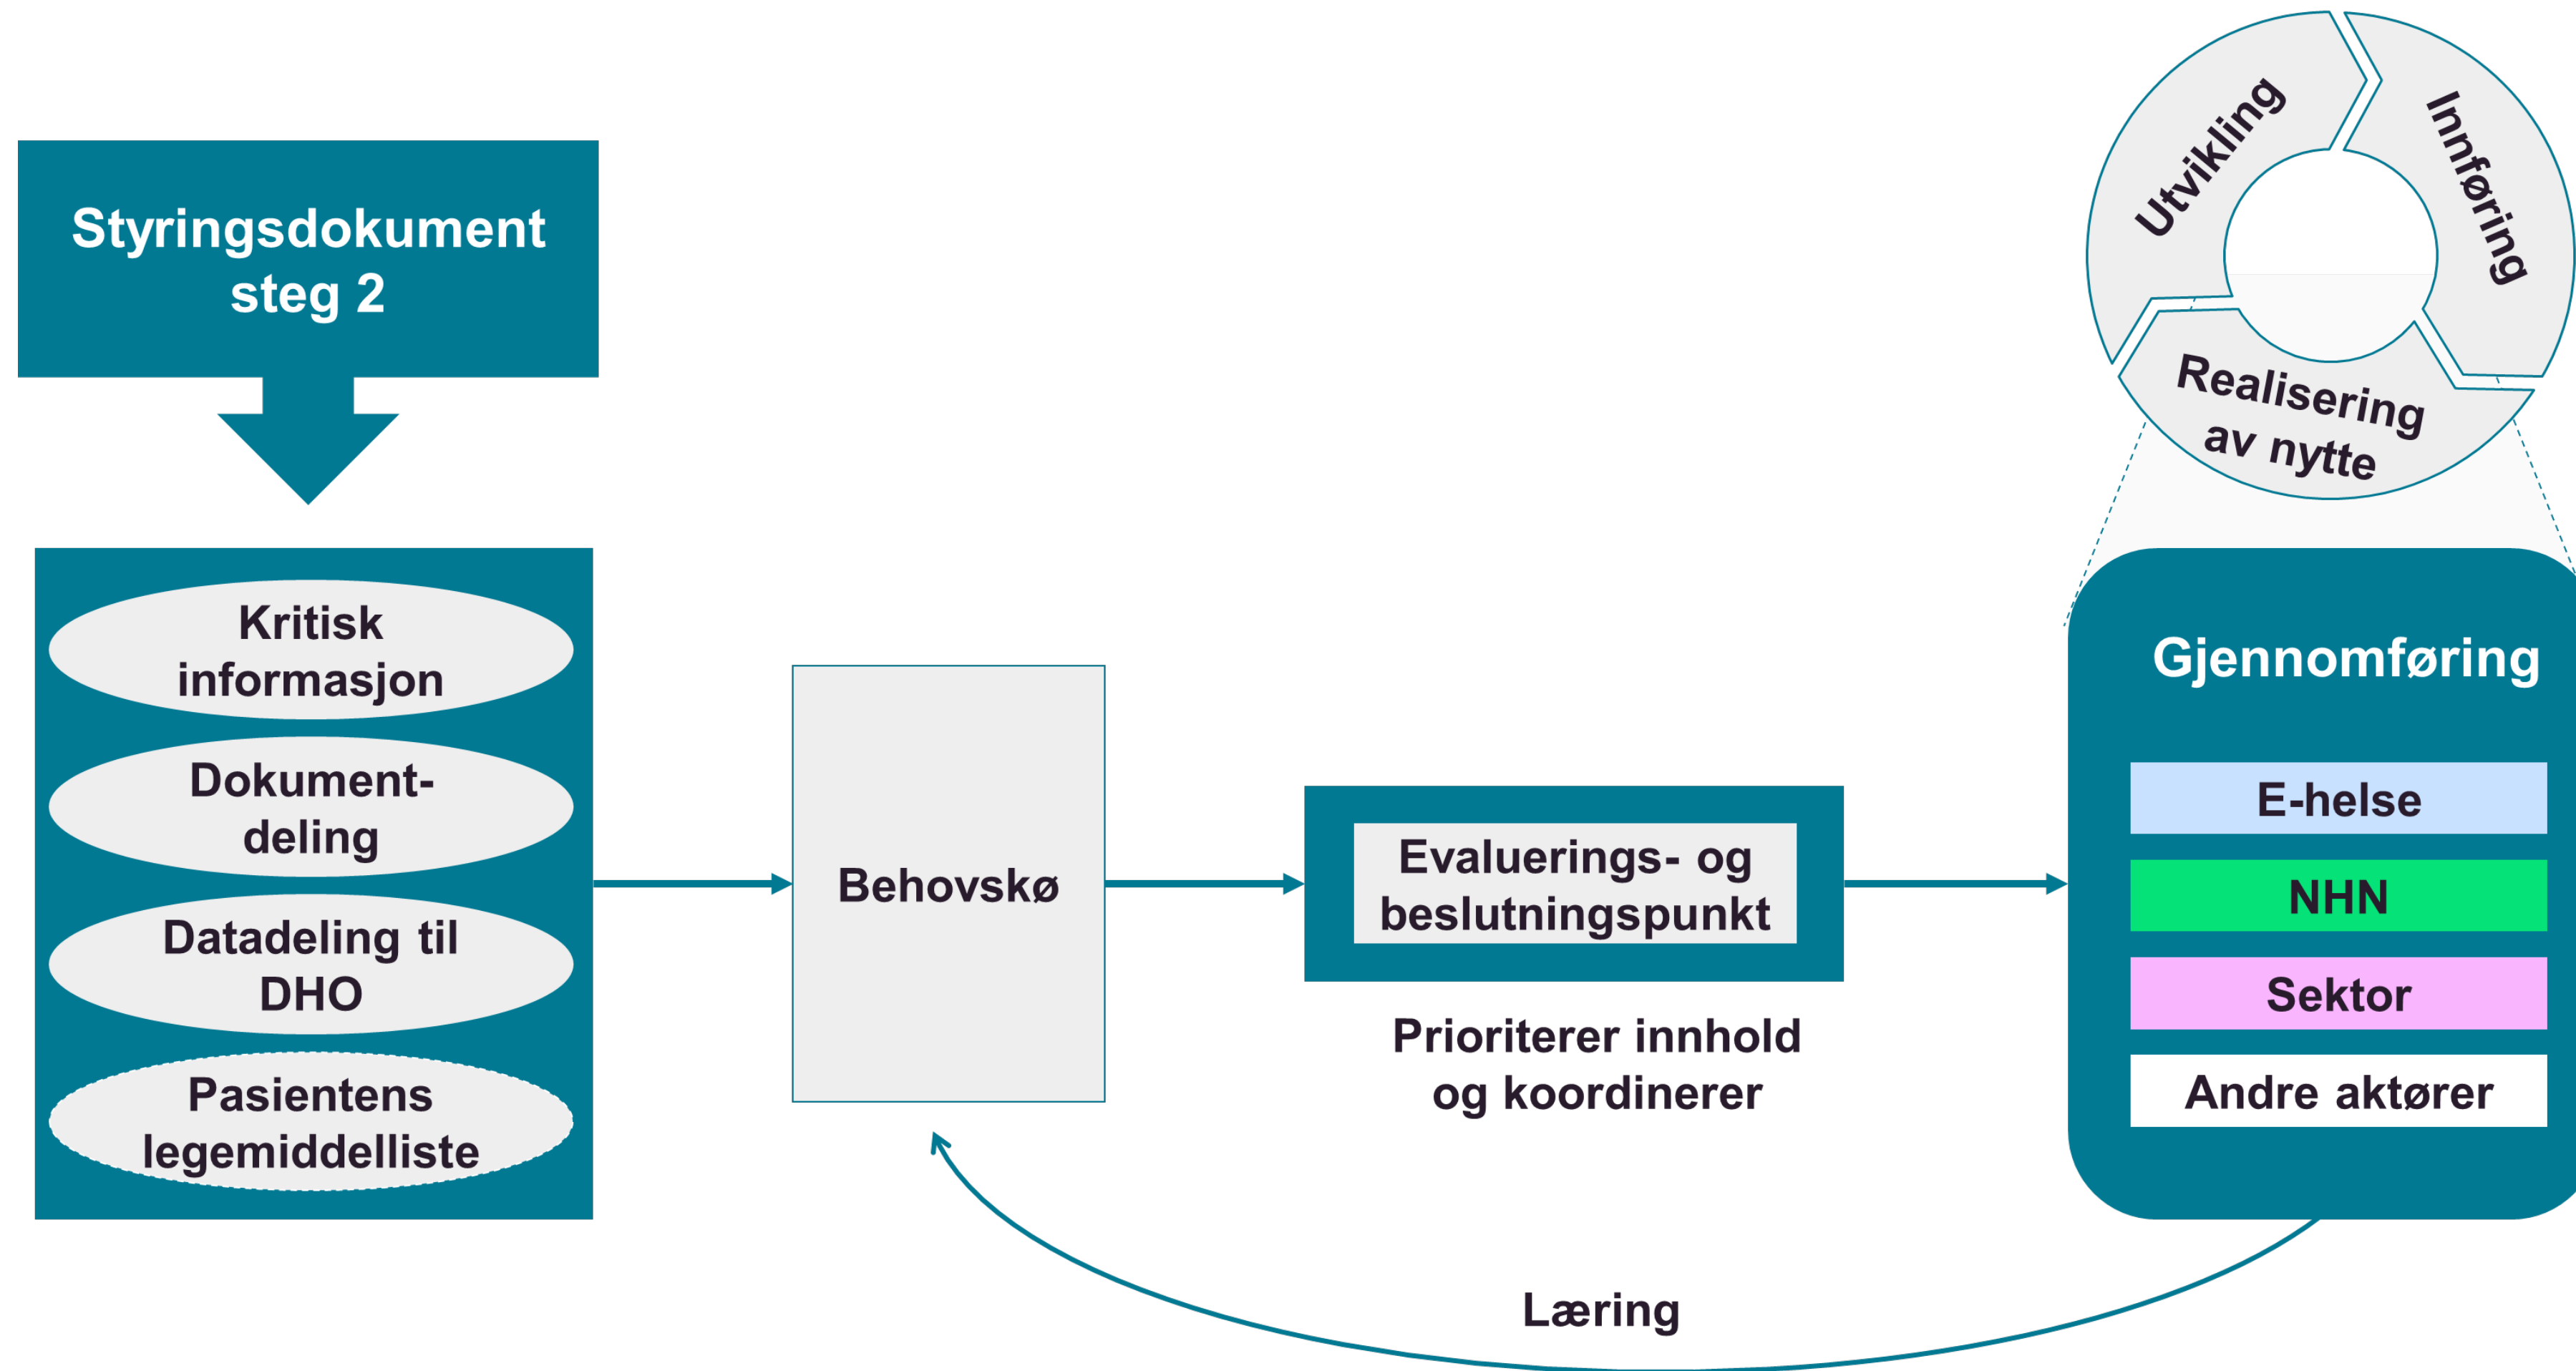 Styringsdokument
steg 2
Kritisk
informasjon
Dokument-
deling
Datadeling til
DHO
Pasientens
legemiddelliste
Behovskø
Evaluerings- og
beslutningspunkt
Prioriterer innhold
og koordinerer
Utvikling
Innføring
Realisering
av nytte
Gjennomføring
E-helse
NHN
Sektor
Andre aktører
Læring